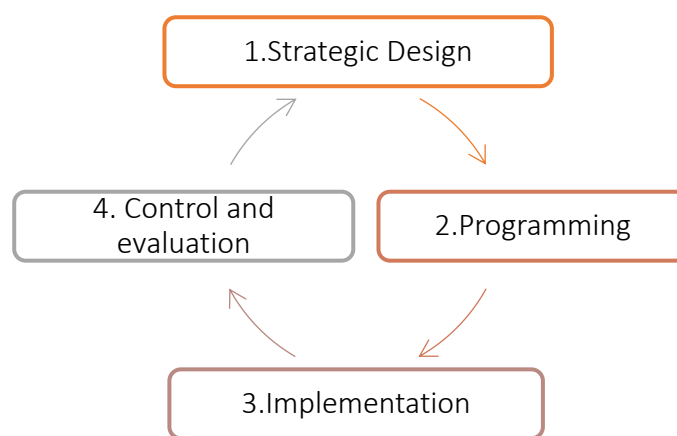 1.Strategic Design
2.Programming
3.Implementation
4. Control and
evaluation